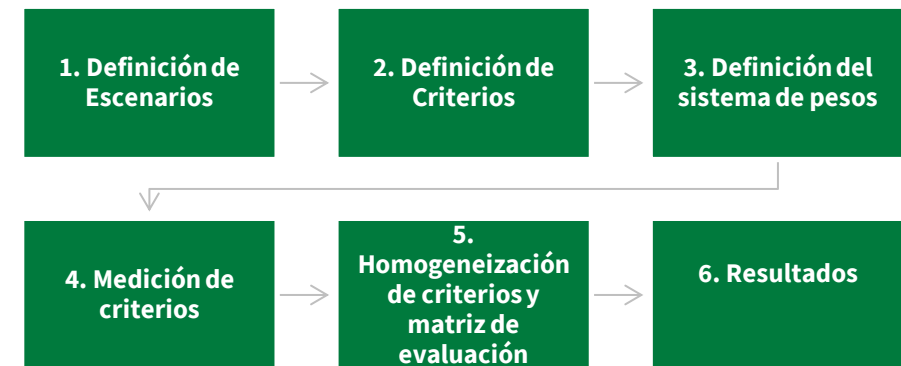 1. Definición de
Escenarios
2. Definición de
Criterios
3. Definición del
sistema de pesos
4. Medición de
criterios
5.
Homogeneización
de criterios y
matriz de
evaluación
6. Resultados